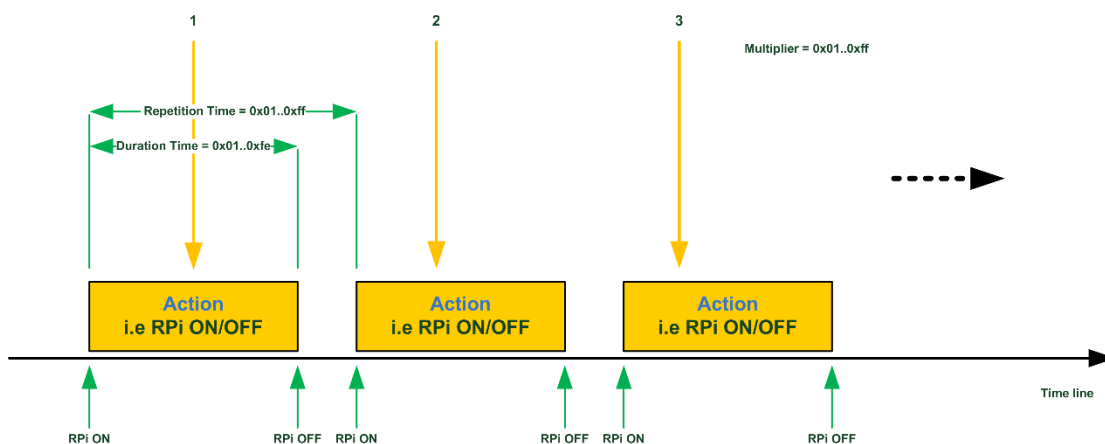 1
2
3
Multiplier = 0x01..0xff
Repetition Time = 0x01..0xff
Duration Time = 0x01..0xfe
Action
i.e RPi ON/OFF
Action
i.e RPi ON/OFF
Action
i.e RPi ON/OFF
Time line
RPi ON
RPi OFF
RPi ON
RPi OFF
RPi ON
RPi OFF